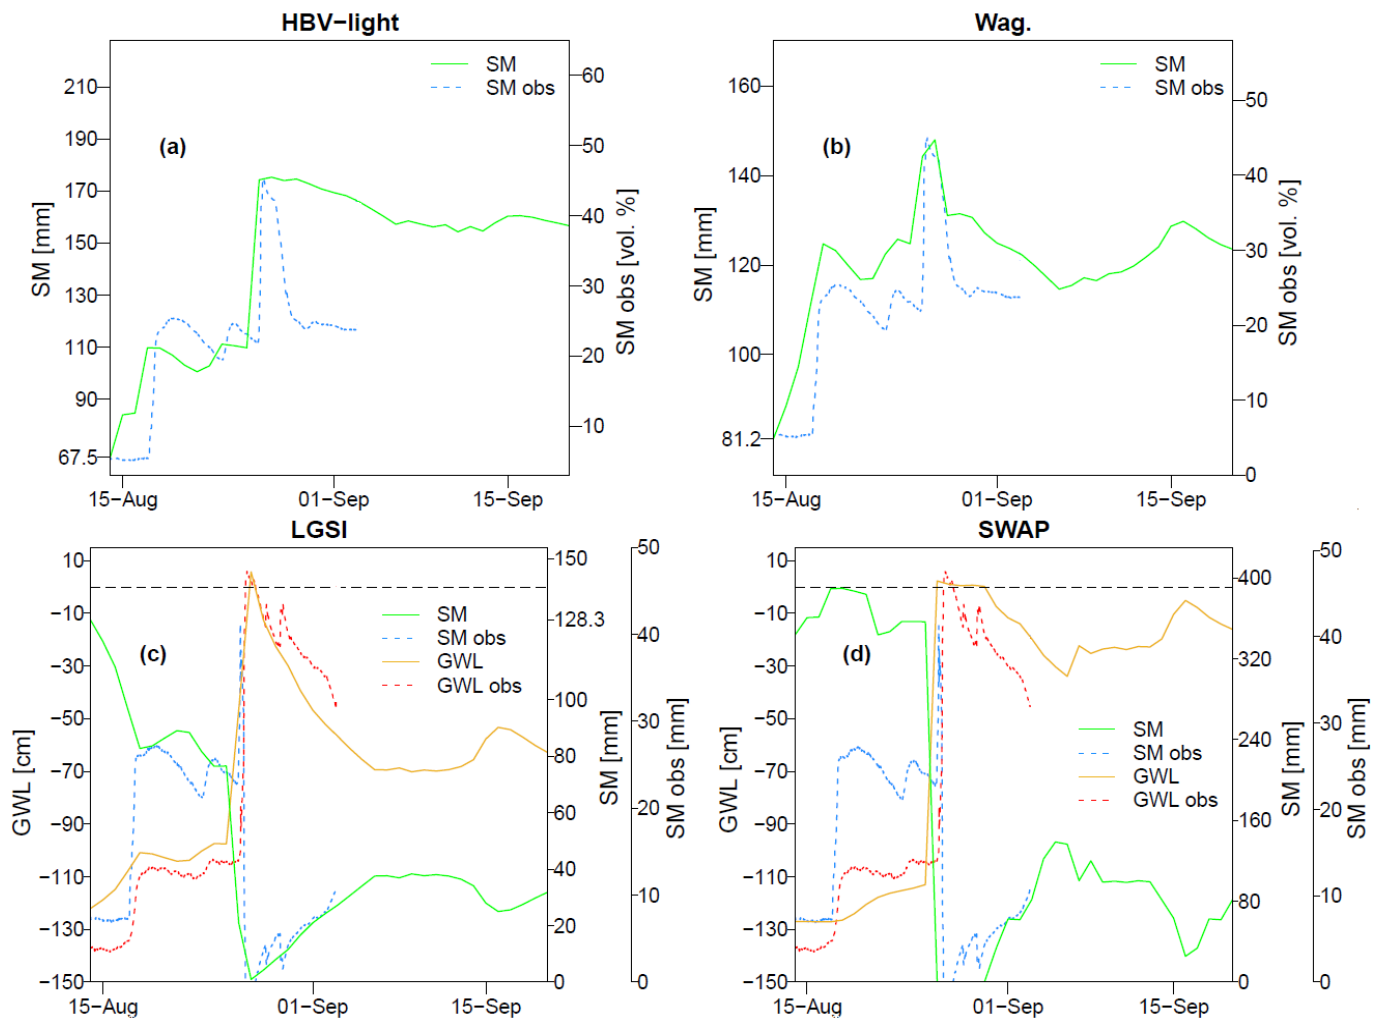 HBV−light
SM
SM obs
(a)
210
190
170
150
130
110
90
67.5
SM [mm]
60
50
40
30
20
10
SM obs [vol. %]
15−Aug
01−Sep
15−Sep
Wag.
SM
SM obs
(b)
160
140
120
100
81.2
SM [mm]
50
40
30
20
10
0
SM obs [vol. %]
15−Aug
01−Sep
15−Sep
LGSI
SM
SM obs
GWL
GWL obs
(c)
10
−10
−30
−50
−70
−90
−110
−130
−150
GWL [cm]
150
128.3
100
80
60
40
20
0
SM [mm]
50
40
30
20
10
0
SM obs [mm]
15−Aug
01−Sep
15−Sep
SWAP
(d)
SM
SM obs
GWL
GWL obs
10
−10
−30
−50
−70
−90
−110
−130
−150
GWL [cm]
400
320
240
160
80
0
SM [mm]
50
40
30
20
10
0
SM obs [mm]
15−Aug
01−Sep
15−Sep